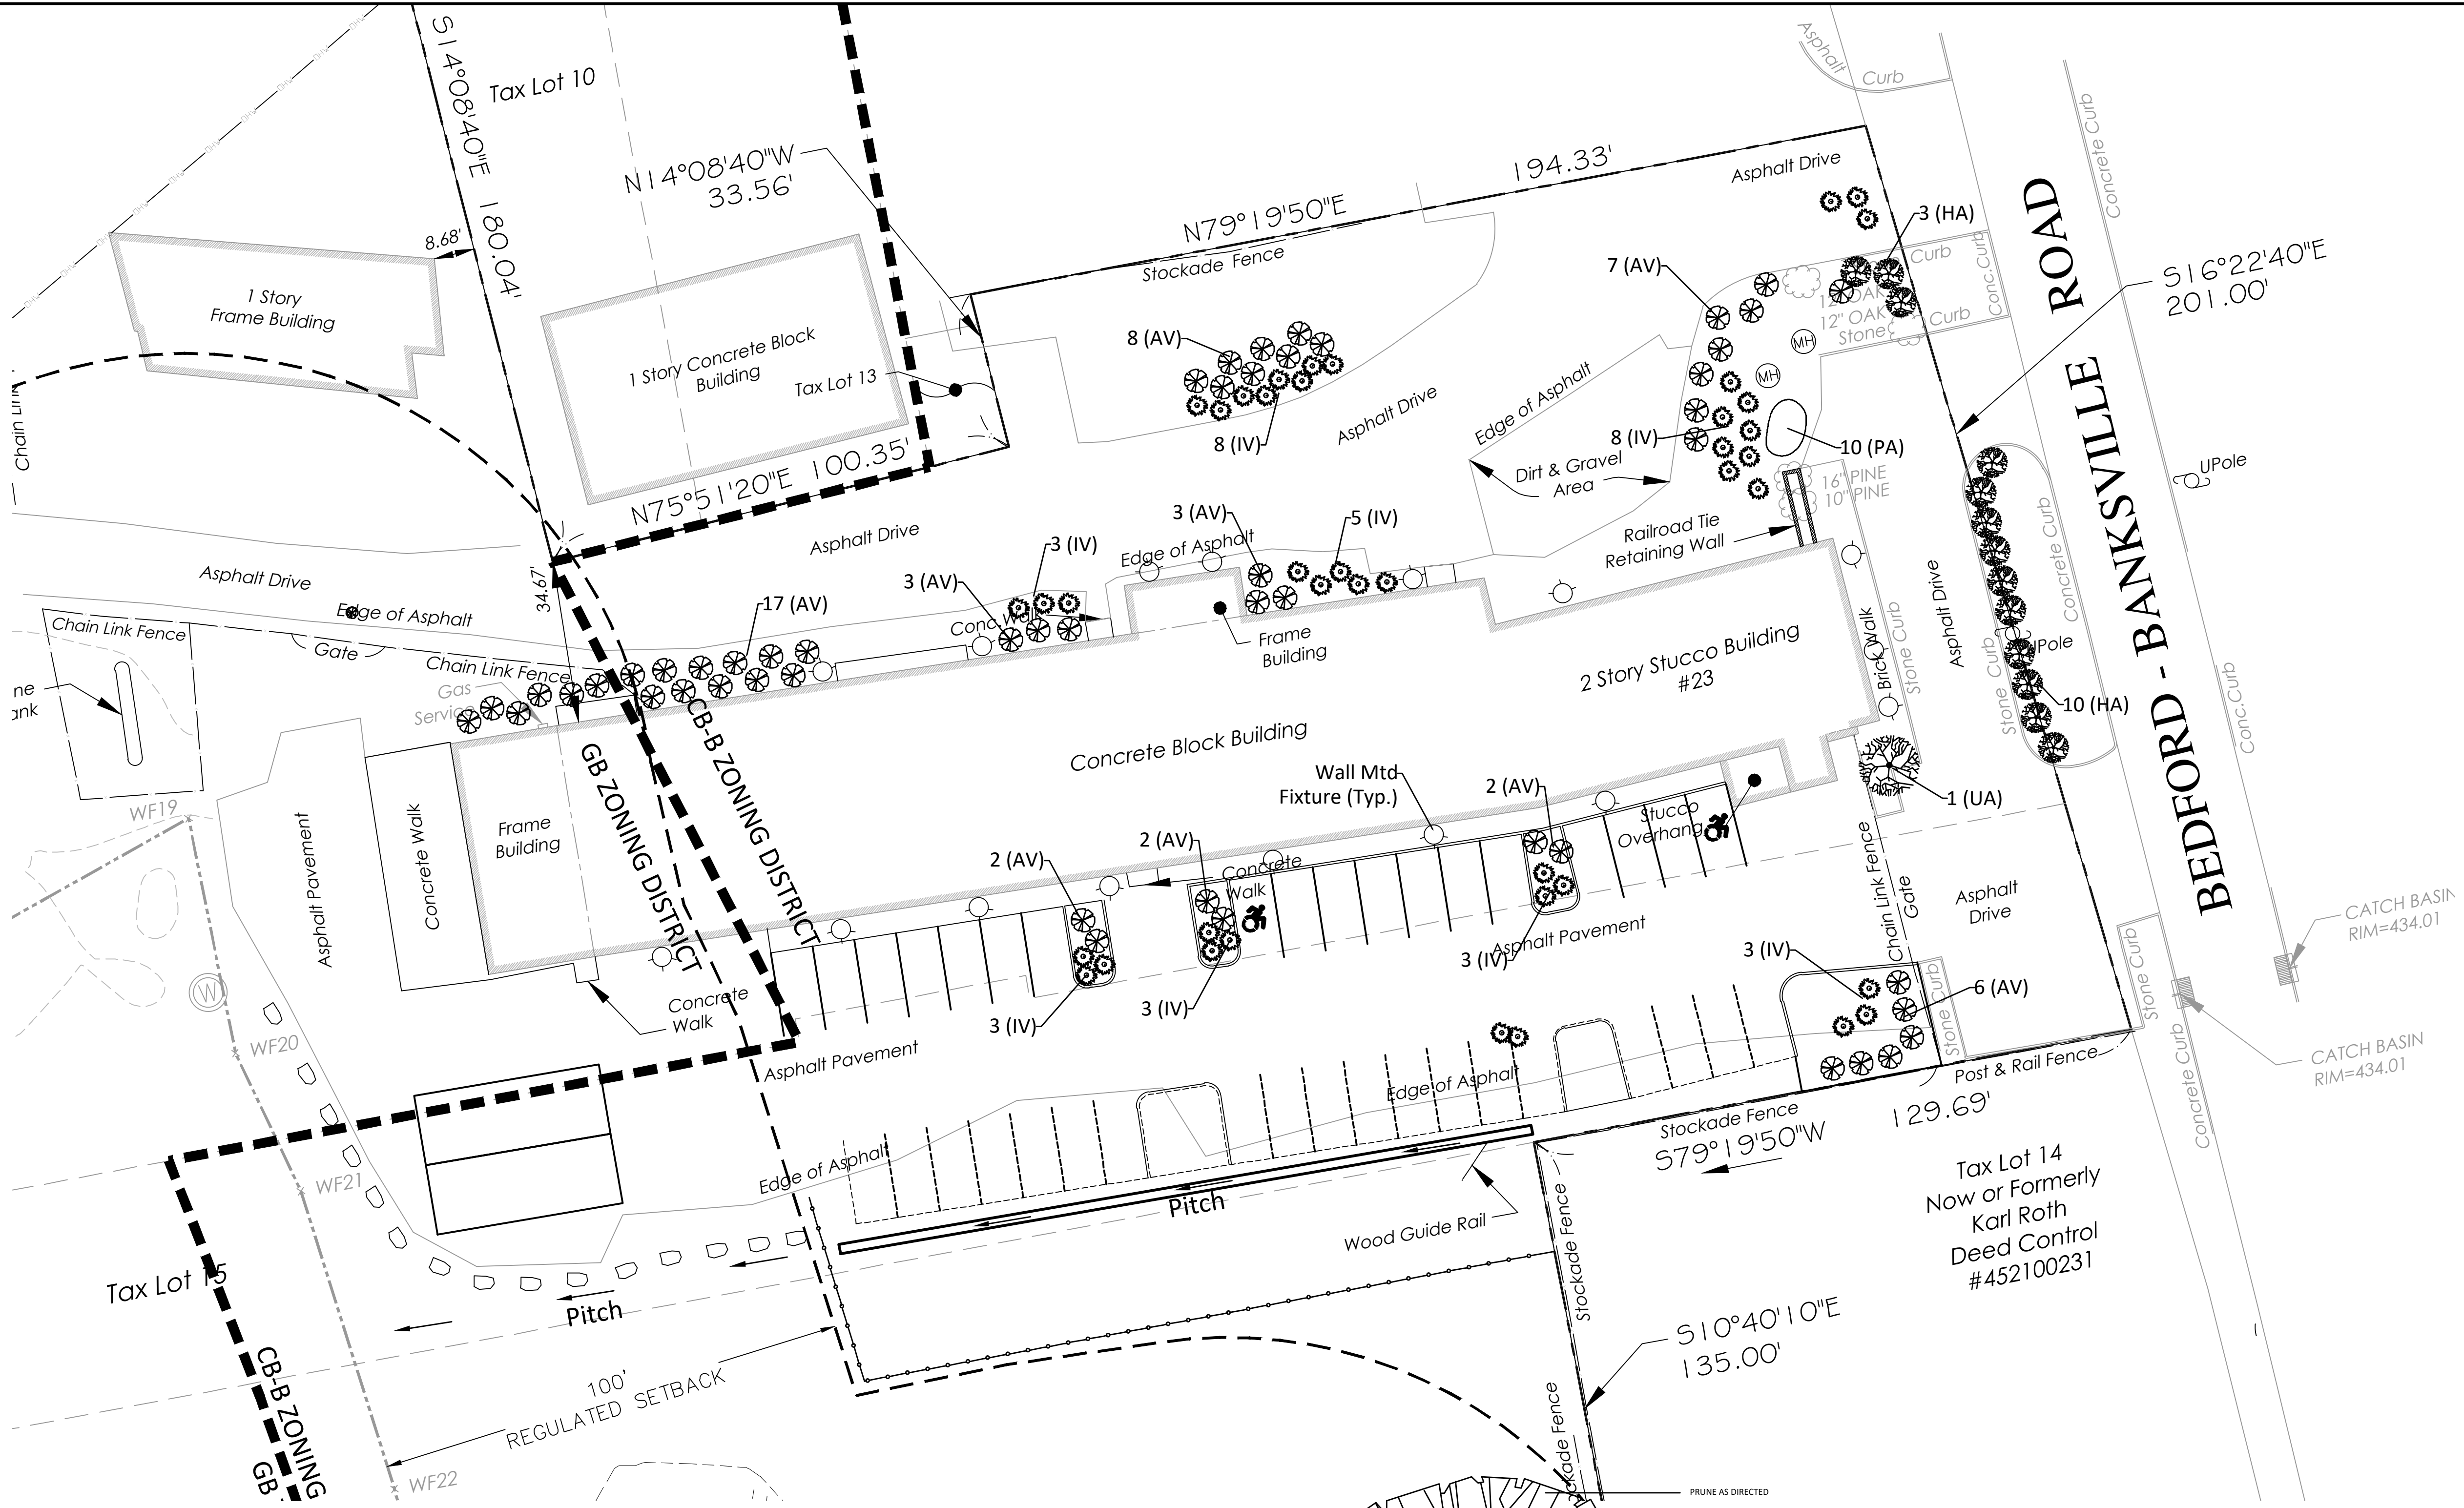 S14°08'40"E 180.04'
Tax Lot 10
N14°08'40"W
33.56'
N79°19'50"E
194.33'
Stockade Fence
Asphalt Drive
Asphalt
Curb
Concrete Curb
3 (HA)
Curb
Conc.Curb
12" OAK
12" OAK
Stone
Curb
S16°22'40"E
201.00'
BEDFORD - BANKSVILLE ROAD
8.68'
1 Story
Frame Building
1 Story Concrete Block
Building
Tax Lot 13
8 (AV)
8 (IV)
7 (AV)
MH
MH
8 (IV)
10 (PA)
Asphalt Drive
Edge of Asphalt
Dirt & Gravel
Area
16" PINE
10" PINE
Railroad Tie
Retaining Wall
UPole
Concrete Curb
Chain Link
N75°51'20"E 100.35'
Asphalt Drive
34.67'
3 (AV)
5 (IV)
3 (IV)
Edge of Asphalt
3 (AV)
17 (AV)
Conc.Walk
Frame
Building
Asphalt Drive
Edge of Asphalt
Chain Link Fence
Gate
Chain Link Fence
Gas
Service
2 Story Stucco Building
#23
Brick Walk
Stone Curb
Asphalt Drive
Stone Curb
UPole
10 (HA)
Conc.Curb
Concrete Block Building
GB ZONING DISTRICT
CB-B ZONING DISTRICT
Wall Mtd
Fixture (Typ.)
2 (AV)
Stucco
Overhang
1 (UA)
WF19
Asphalt Pavement
Concrete Walk
Frame
Building
2 (AV)
2 (AV)
Concrete
Walk
Chain Link Fence
Gate
Asphalt
Drive
CATCH BASIN
RIM=434.01
W
Concrete
Walk
3 (IV)
3 (IV)
3 (IV)
Asphalt Pavement
3 (IV)
6 (AV)
Stone Curb
Stone Curb
Concrete Curb
CATCH BASIN
RIM=434.01
WF20
Asphalt Pavement
Edge of Asphalt
Post & Rail Fence
129.69'
Stockade Fence
S79°19'50"W
Edge of Asphalt
WF21
Pitch
Wood Guide Rail
Stockade Fence
Tax Lot 14
Now or Formerly
Karl Roth
Deed Control
#452100231
Tax Lot 15
Pitch
S10°40'10"E
135.00'
100'
REGULATED SETBACK
CB-B ZONING
GB
WF22
PRUNE AS DIRECTED